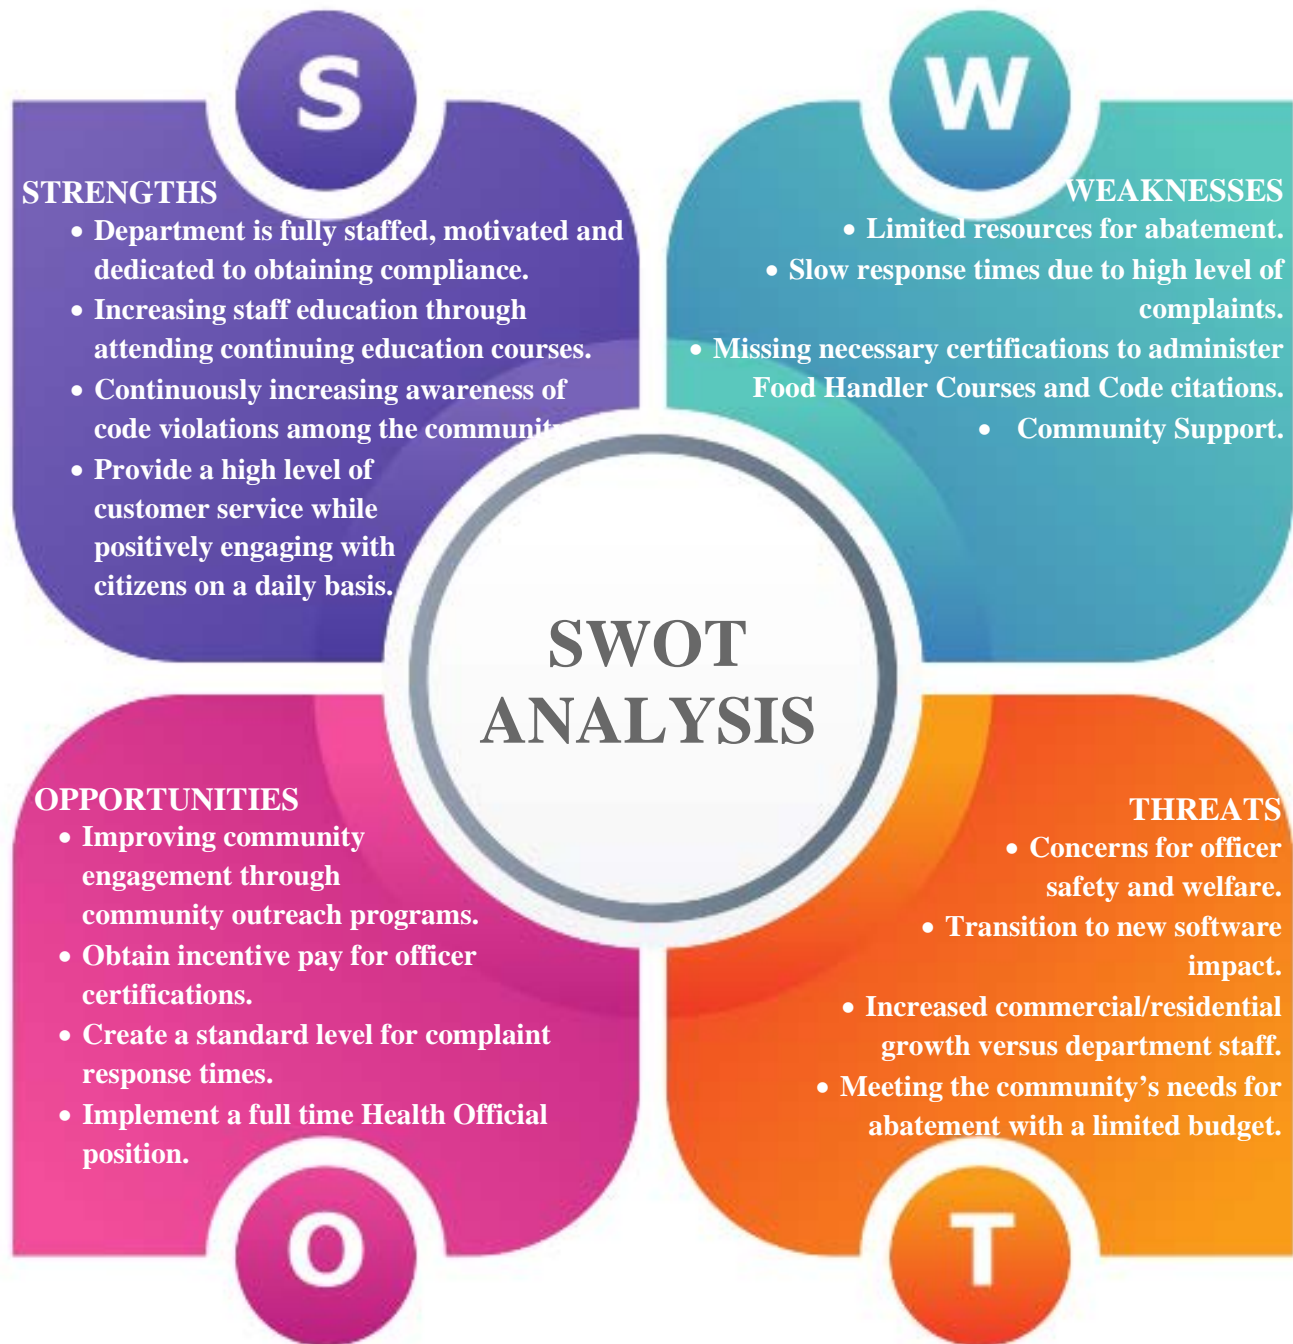 S
STRENGTHS
• Department is fully staffed, motivated and
dedicated to obtaining compliance.
• Increasing staff education through
attending continuing education courses.
• Continuously increasing awareness of
code violations among the community
• Provide a high level of
customer service while
positively engaging with
citizens on a daily basis.
W
WEAKNESSES
• Limited resources for abatement.
• Slow response times due to high level of
complaints.
• Missing necessary certifications to administer
Food Handler Courses and Code citations.
• Community Support.
SWOT
ANALYSIS
OPPORTUNITIES
• Improving community
engagement through
community outreach programs.
• Obtain incentive pay for officer
certifications.
• Create a standard level for complaint
response times.
• Implement a full time Health Official
position.
O
THREATS
• Concerns for officer
safety and welfare.
• Transition to new software
impact.
• Increased commercial/residential
growth versus department staff.
• Meeting the community’s needs for
abatement with a limited budget.
T